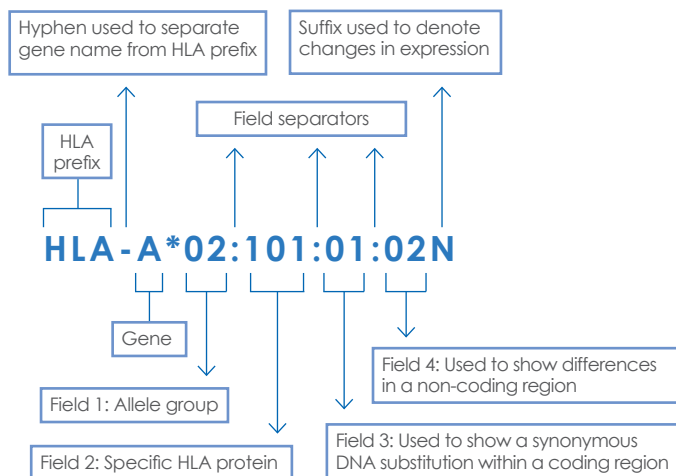 Hyphen used to separate
gene name from HLA prefix
Suffix used to denote
changes in expression
Field separators
HLA
prefix
HLA-A*02:101:01:02N
Gene
Field 1: Allele group
Field 2: Specific HLA protein
Field 4: Used to show differences
in a non-coding region
Field 3: Used to show a synonymous
DNA substitution within a coding region